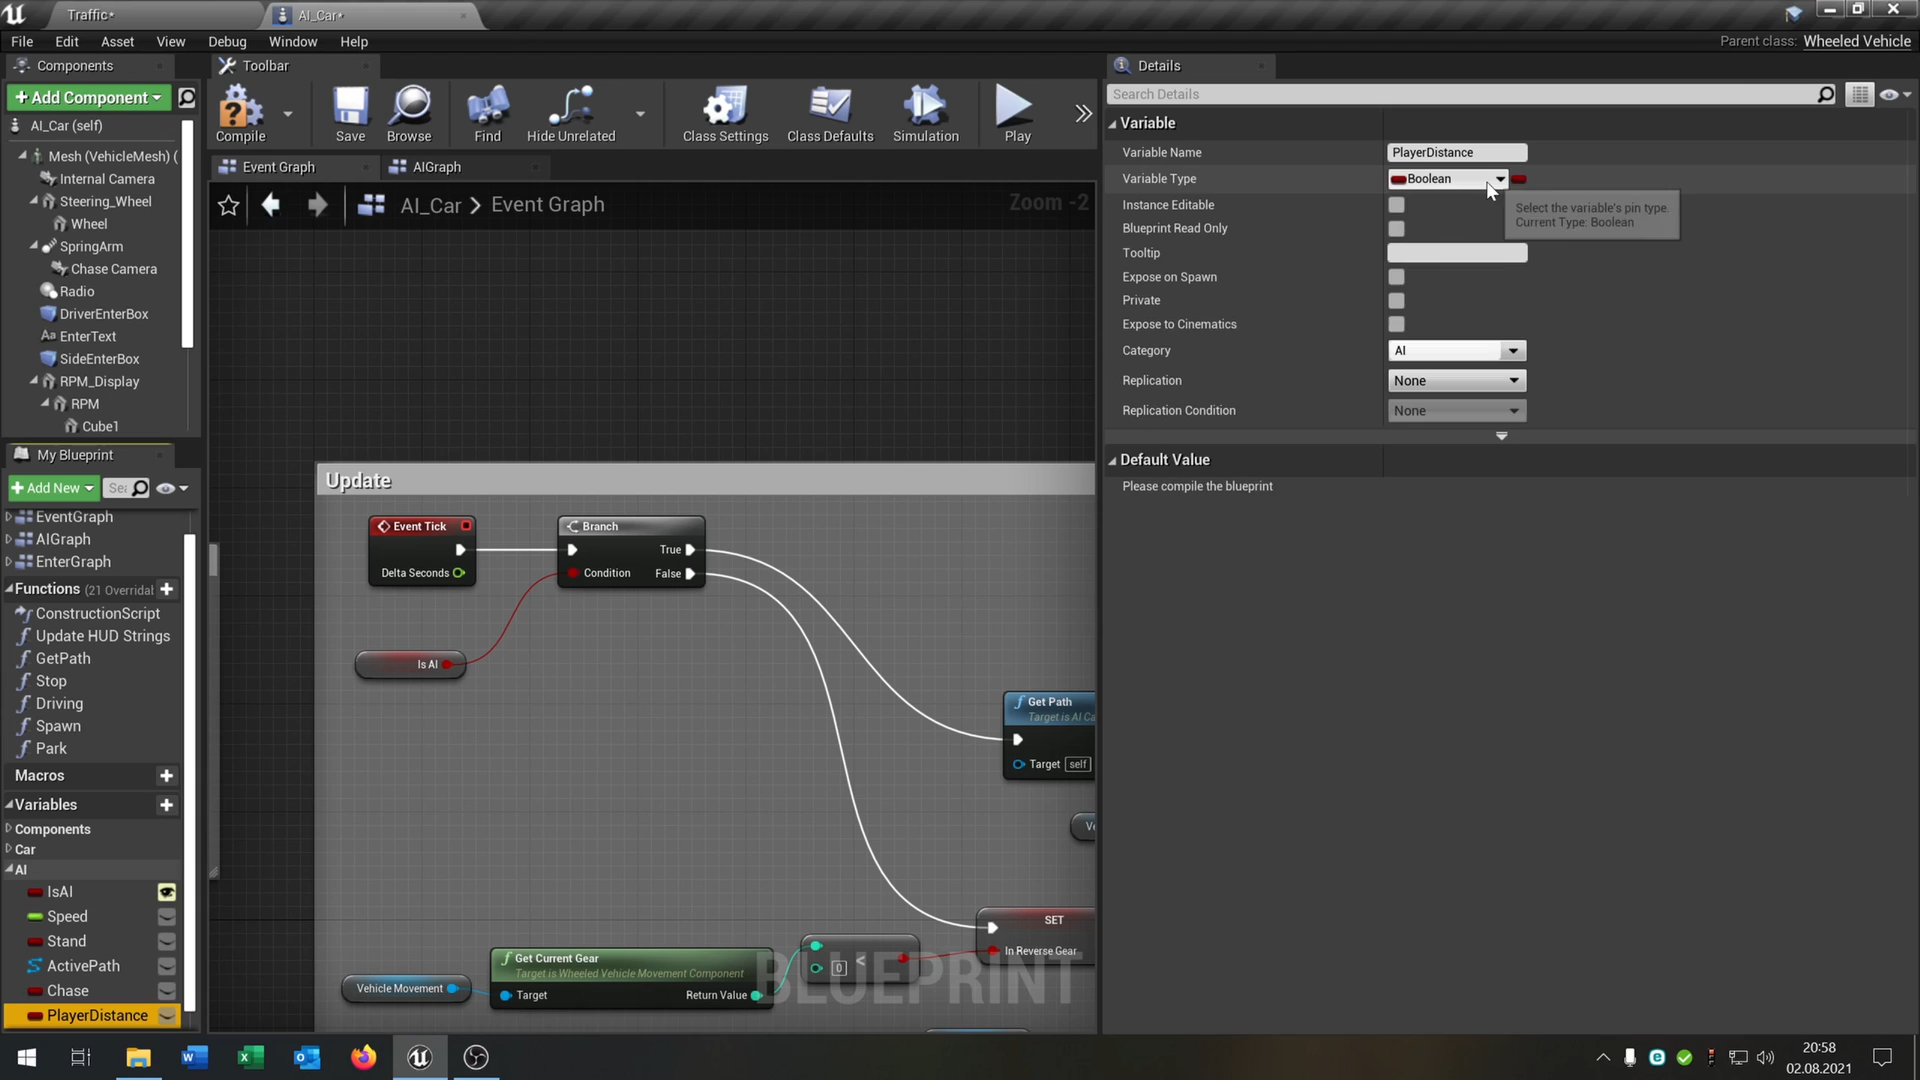 Traffic*
AI_Car*
File
Edit
Asset
View
Debug
Window
Help
Parent class: Wheeled Vehicle
Components
+ Add Component
AI_Car (self)
Mesh (VehicleMesh) (
Internal Camera
Steering_Wheel
Wheel
SpringArm
Chase Camera
Radio
DriverEnterBox
Aa EnterText
SideEnterBox
RPM_Display
RPM
Cube1
My Blueprint
+ Add New
Sea
EventGraph
AIGraph
EnterGraph
Functions (21 Overridal
ConstructionScript
Update HUD Strings
GetPath
Stop
Driving
Spawn
Park
Macros
Variables
Components
Car
AI
IsAI
Speed
Stand
ActivePath
Chase
PlayerDistance
Toolbar
Compile
Save
Browse
Find
Hide Unrelated
Class Settings
Class Defaults
Simulation
Play
Event Graph
AIGraph
AI_Car > Event Graph
Zoom -2
Update
Event Tick
Delta Seconds
Branch
True
Condition
False
Is AI
Get Path
Target is AI Ca
Target self
Ve
SET
In Reverse Gear
Get Current Gear
Target is Wheeled Vehicle Movement Component
Target
Return Value
Vehicle Movement
0
<
BLUEPRINT
Details
Search Details
Variable
Variable Name
PlayerDistance
Variable Type
Boolean
Select the variable's pin type.
Current Type: Boolean
Instance Editable
Blueprint Read Only
Tooltip
Expose on Spawn
Private
Expose to Cinematics
Category
AI
Replication
None
Replication Condition
None
Default Value
Please compile the blueprint
20:58
02.08.2021